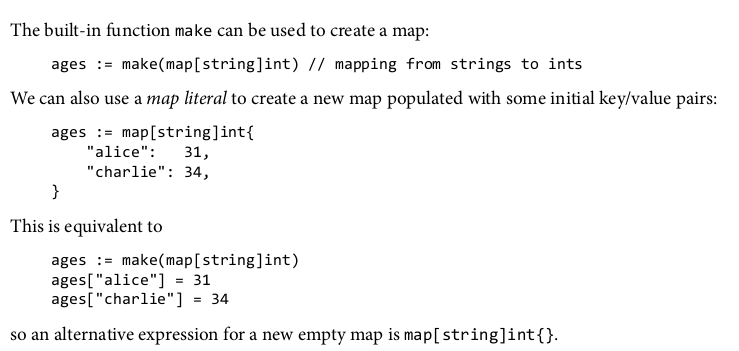 The built-in function make can be used to create a map:
ages := make(map[string]int) // mapping from strings to ints
We can also use a map literal to create a new map populated with some initial key/value pairs:
ages := map[string]int{
    "alice":   31,
    "charlie": 34,
}
This is equivalent to
ages := make(map[string]int)
ages["alice"] = 31
ages["charlie"] = 34
so an alternative expression for a new empty map is map[string]int{}.